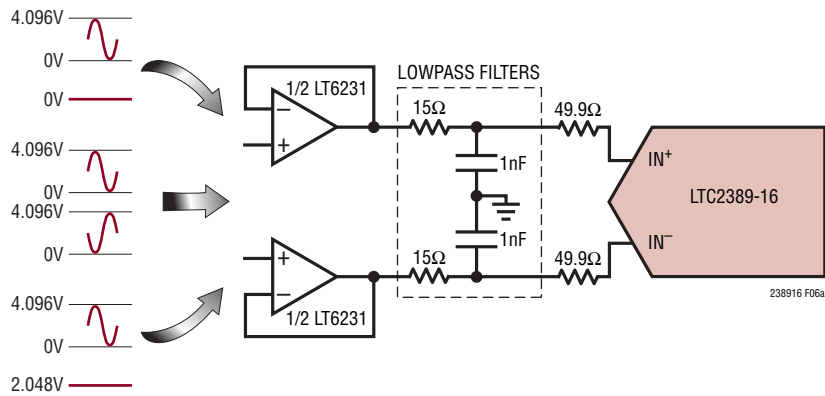 4.096V
0V
0V
4.096V
0V
4.096V
0V
4.096V
0V
2.048V
1/2 LT6231
−
+
LOWPASS FILTERS
15Ω
49.9Ω
1nF
IN+
LTC2389-16
+
−
1/2 LT6231
15Ω
1nF
49.9Ω
IN−
238916 F06a